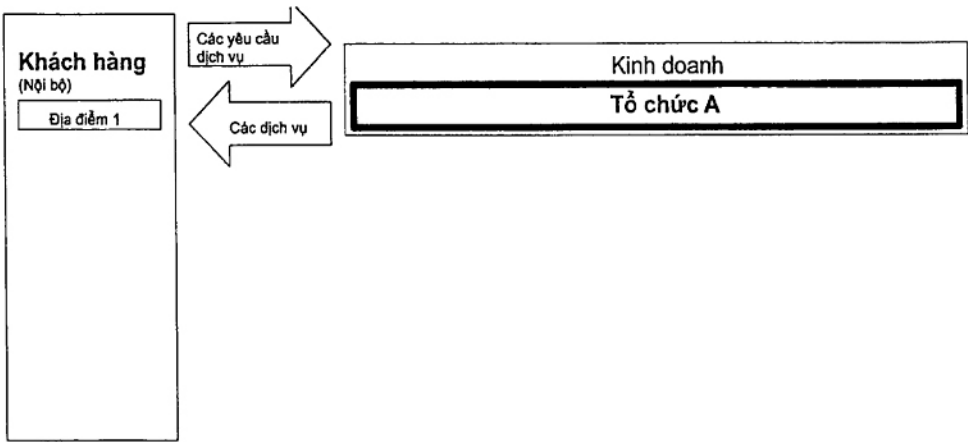 Khách hàng
(Nội bộ)
Địa điểm 1
Các yêu cầu
dịch vụ
Các dịch vụ
Kinh doanh
Tổ chức A